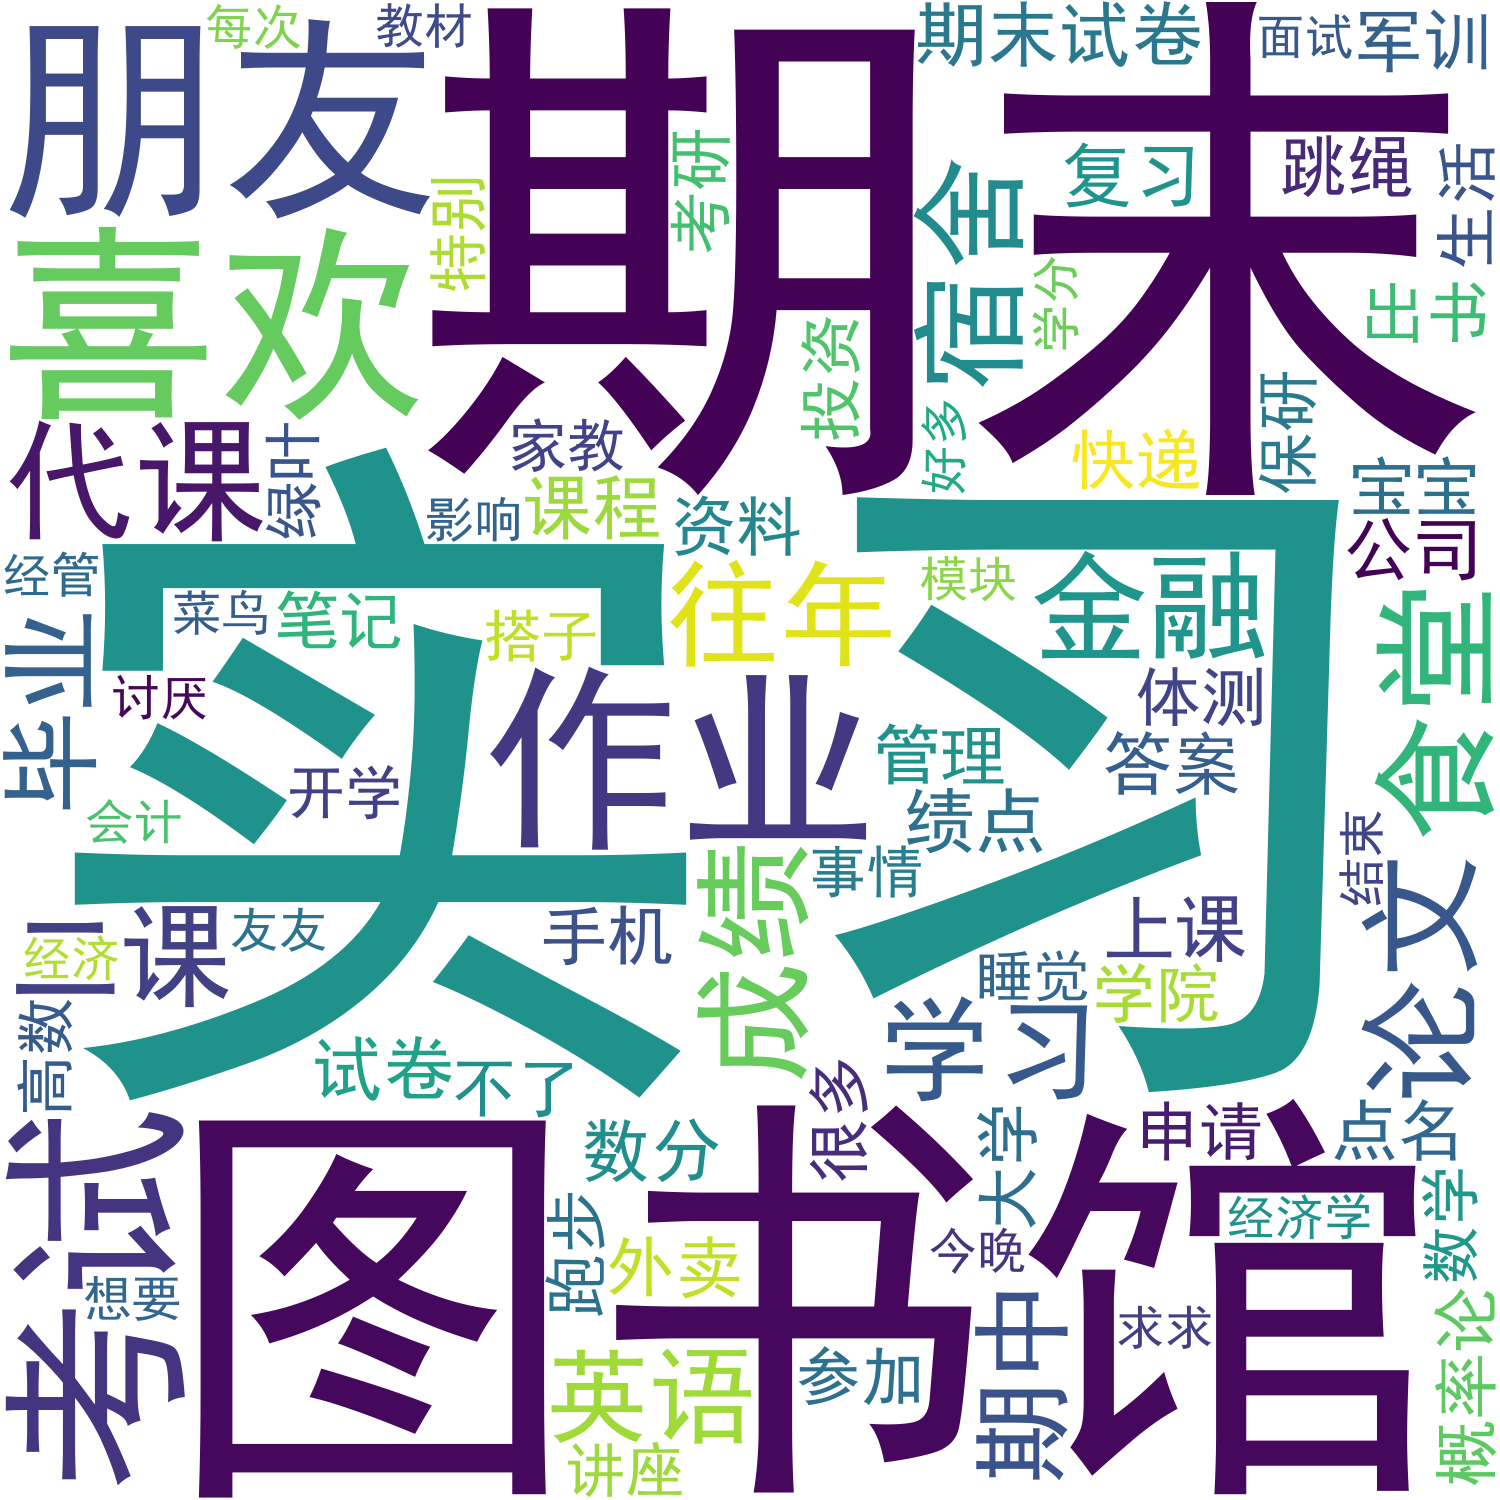 每次
教材
朋友
期末
期末试卷
面试
军训
喜欢
特别
考研
宿舍
复习
跳绳
生活
学分
出书
投资
代课
绿叶
家教
好多
快递
保研
宝宝
影响
课程
资料
公司
实习
经管
菜鸟
笔记
搭子
往年
模块
金融
食堂
毕业
讨厌
作业
体测
管理
答案
开学
会计
绩点
成绩
事情
结束
论文
经济
课
友友
手机
上课
睡觉
学院
高数
学习
试卷
不了
很多
考试
图书馆
数分
大学
申请
点名
跑步
外卖
今晚
经济学
数学
想要
期中
求求
概率论
英语
参加
讲座